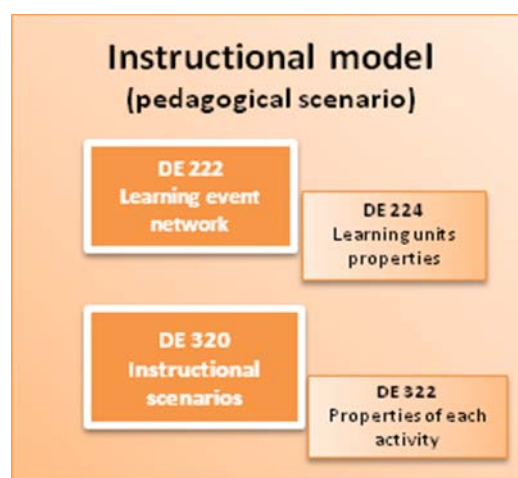 Instructional model
(pedagogical scenario)
DE 222
Learning event
network
DE 224
Learning units
properties
DE 320
Instructional
scenarios
DE 322
Properties of each
activity